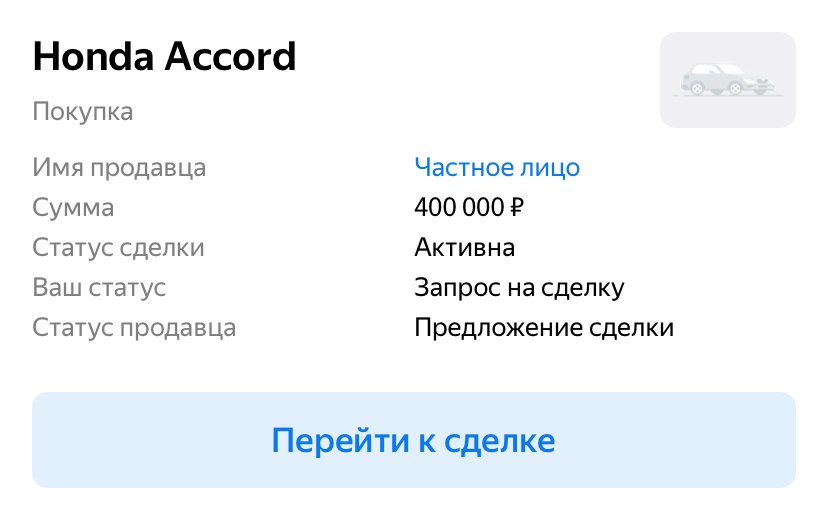 Honda Accord
Покупка
Имя продавца Частное лицо
Сумма 400 000 ₽
Статус сделки Активна
Ваш статус Запрос на сделку
Статус продавца Предложение сделки
Перейти к сделке